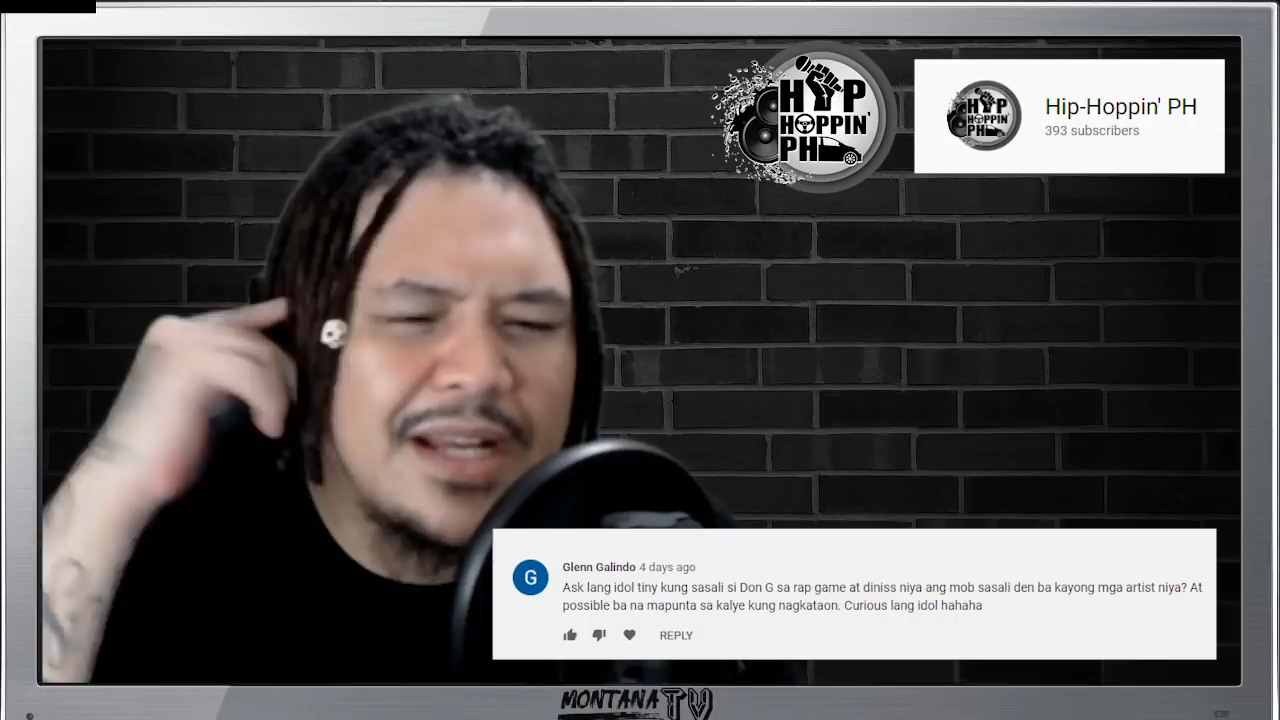 HIP
HOPPIN'
PH
HIP
HOPPIN'
PH
Hip-Hoppin' PH
393 subscribers
G
Glenn Galindo 4 days ago
Ask lang idol tiny kung sasali si Don G sa rap game at diniss niya ang mob sasali den ba kayong mga artist niya? At
possible ba na mapunta sa kalye kung nagkataon. Curious lang idol hahaha
REPLY
MONTANA TV